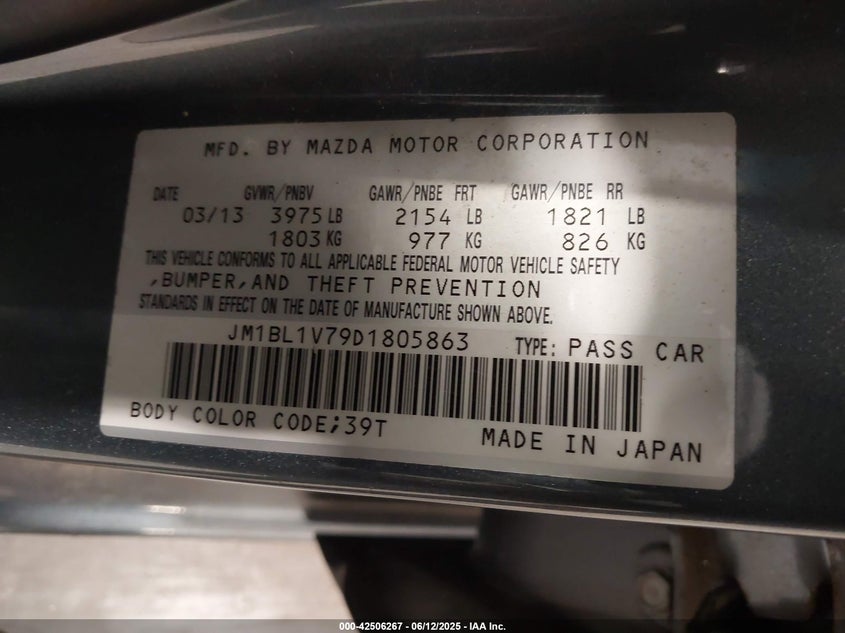 MFD. BY MAZDA MOTOR CORPORATION
DATE GVWR/PNBV GAWR/PNBE FRT GAWR/PNBE RR
03/13 3975 LB 2154 LB 1821 LB
1803 KG 977 KG 826 KG
THIS VEHICLE CONFORMS TO ALL APPLICABLE FEDERAL MOTOR VEHICLE SAFETY
,BUMPER,AND THEFT PREVENTION
STANDARDS IN EFFECT ON THE DATE OF MANUFACTURE SHOWN ABOVE.
JM1BL1V79D1805863 TYPE: PASS CAR
BODY COLOR CODE;39T MADE IN JAPAN
000-42506267 - 06/12/2025 - IAA Inc.